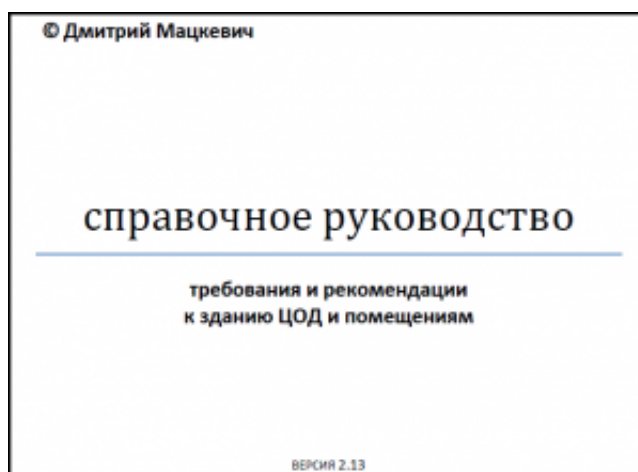 © Дмитрий Мацкевич
справочное руководство
требования и рекомендации
к зданию ЦОД и помещениям
ВЕРСИЯ 2.13